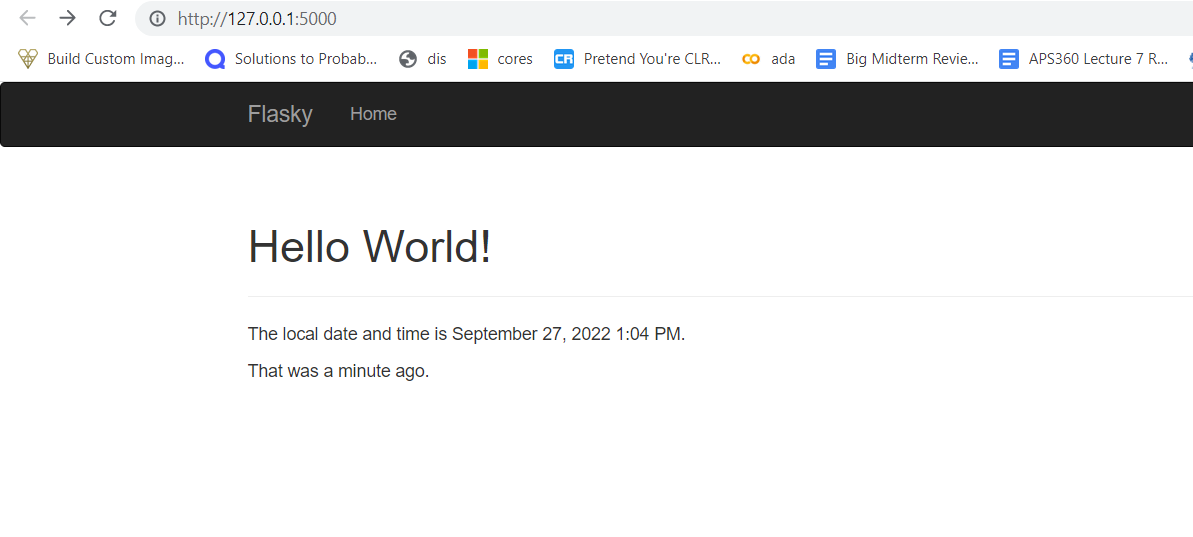 http://127.0.0.1:5000
Build Custom Imag... Solutions to Probab... dis cores CR Pretend You're CLR... co ada Big Midterm Revie... APS360 Lecture 7 R...
Flasky Home
Hello World!
The local date and time is September 27, 2022 1:04 PM.
That was a minute ago.